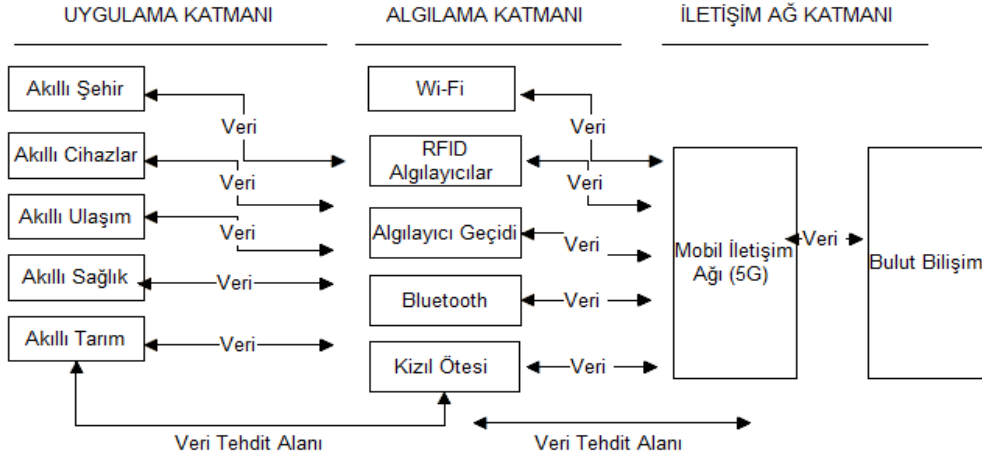 UYGULAMA KATMANI
ALGILAMA KATMANI
İLETİŞİM AĞ KATMANI
Akıllı Şehir
Veri
Wi-Fi
Veri
Akıllı Cihazlar
Veri
RFID
Algılayıcılar
Veri
Akıllı Ulaşım
Algılayıcı Geçidi
Veri
Mobil İletişim
Ağı (5G)
Veri
Bulut Bilişim
Akıllı Sağlık
Veri
Bluetooth
Veri
Akıllı Tarım
Veri
Kizıl Ötesi
Veri
Veri Tehdit Alanı
Veri Tehdit Alanı